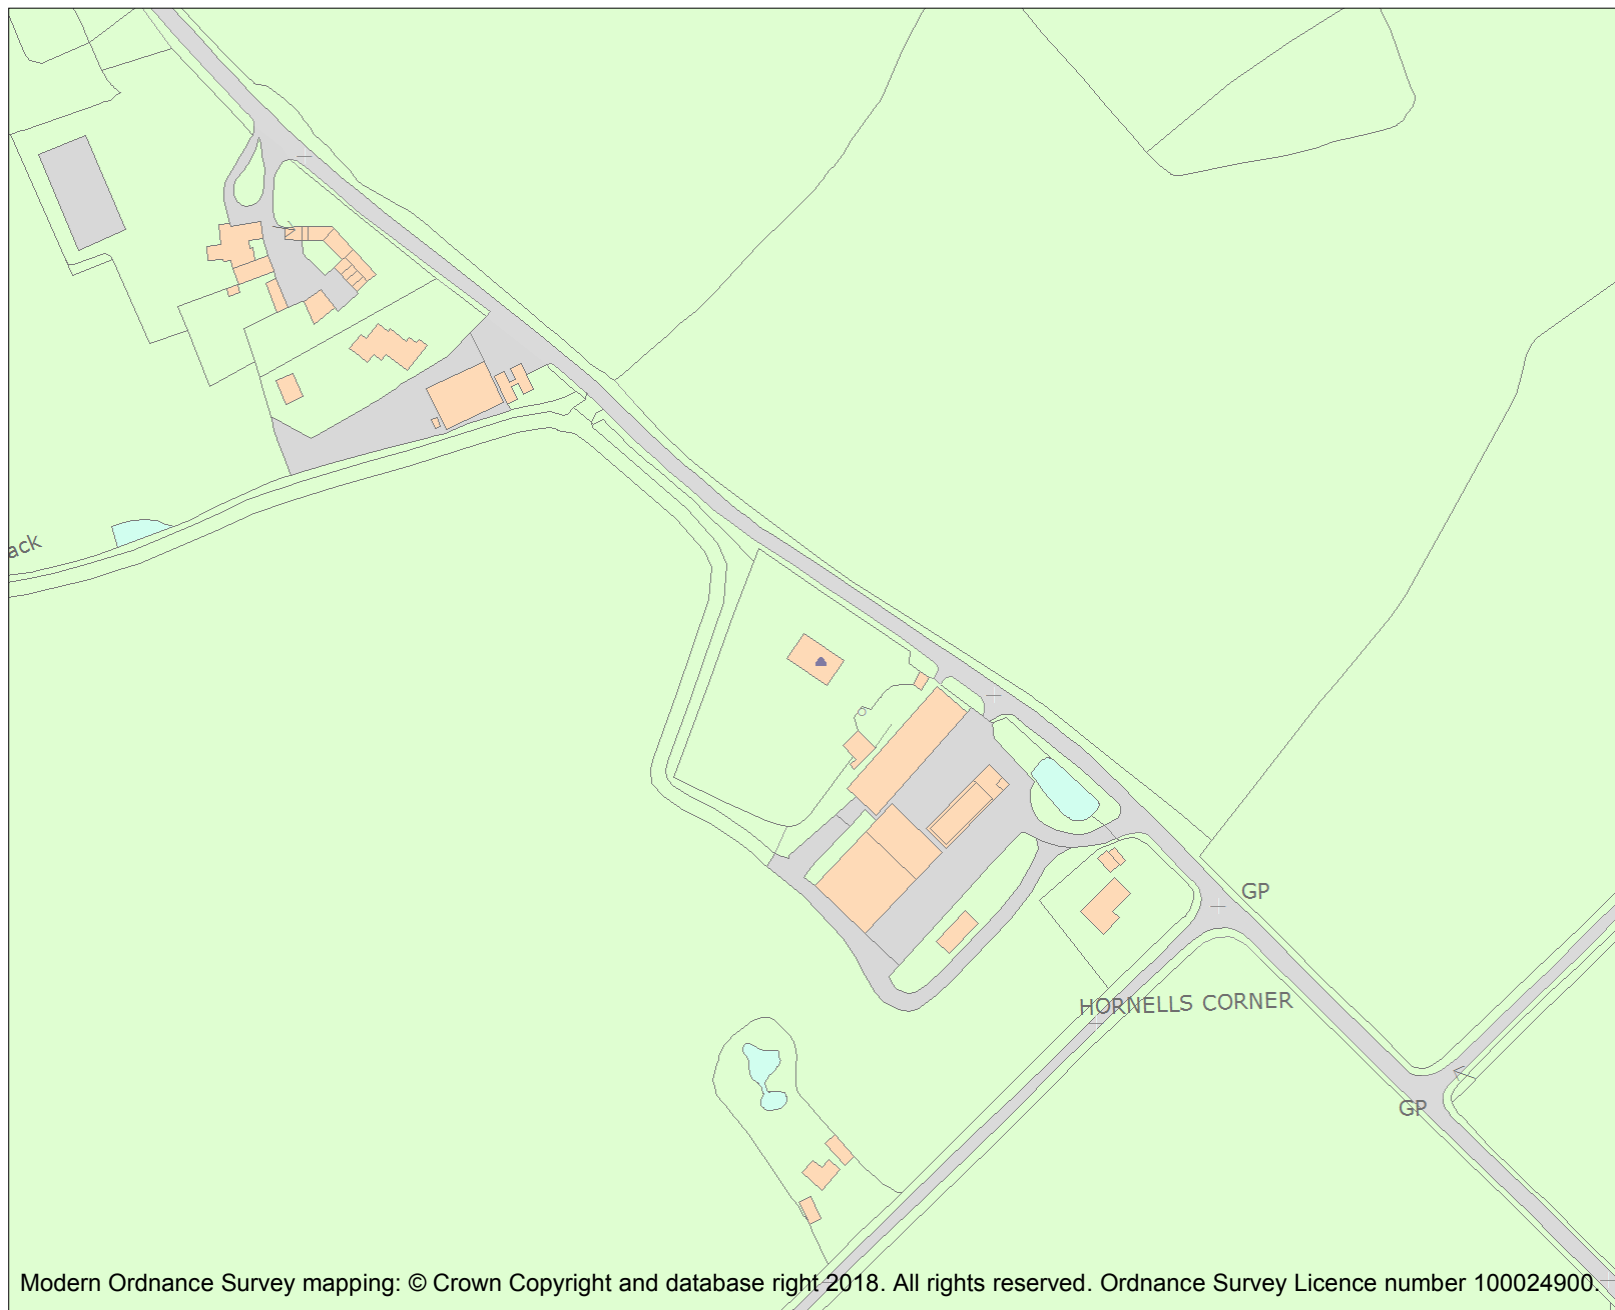 ack
GP
HORNELLS CORNER
GP
Modern Ordnance Survey mapping: © Crown Copyright and database right 2018. All rights reserved. Ordnance Survey Licence number 100024900.